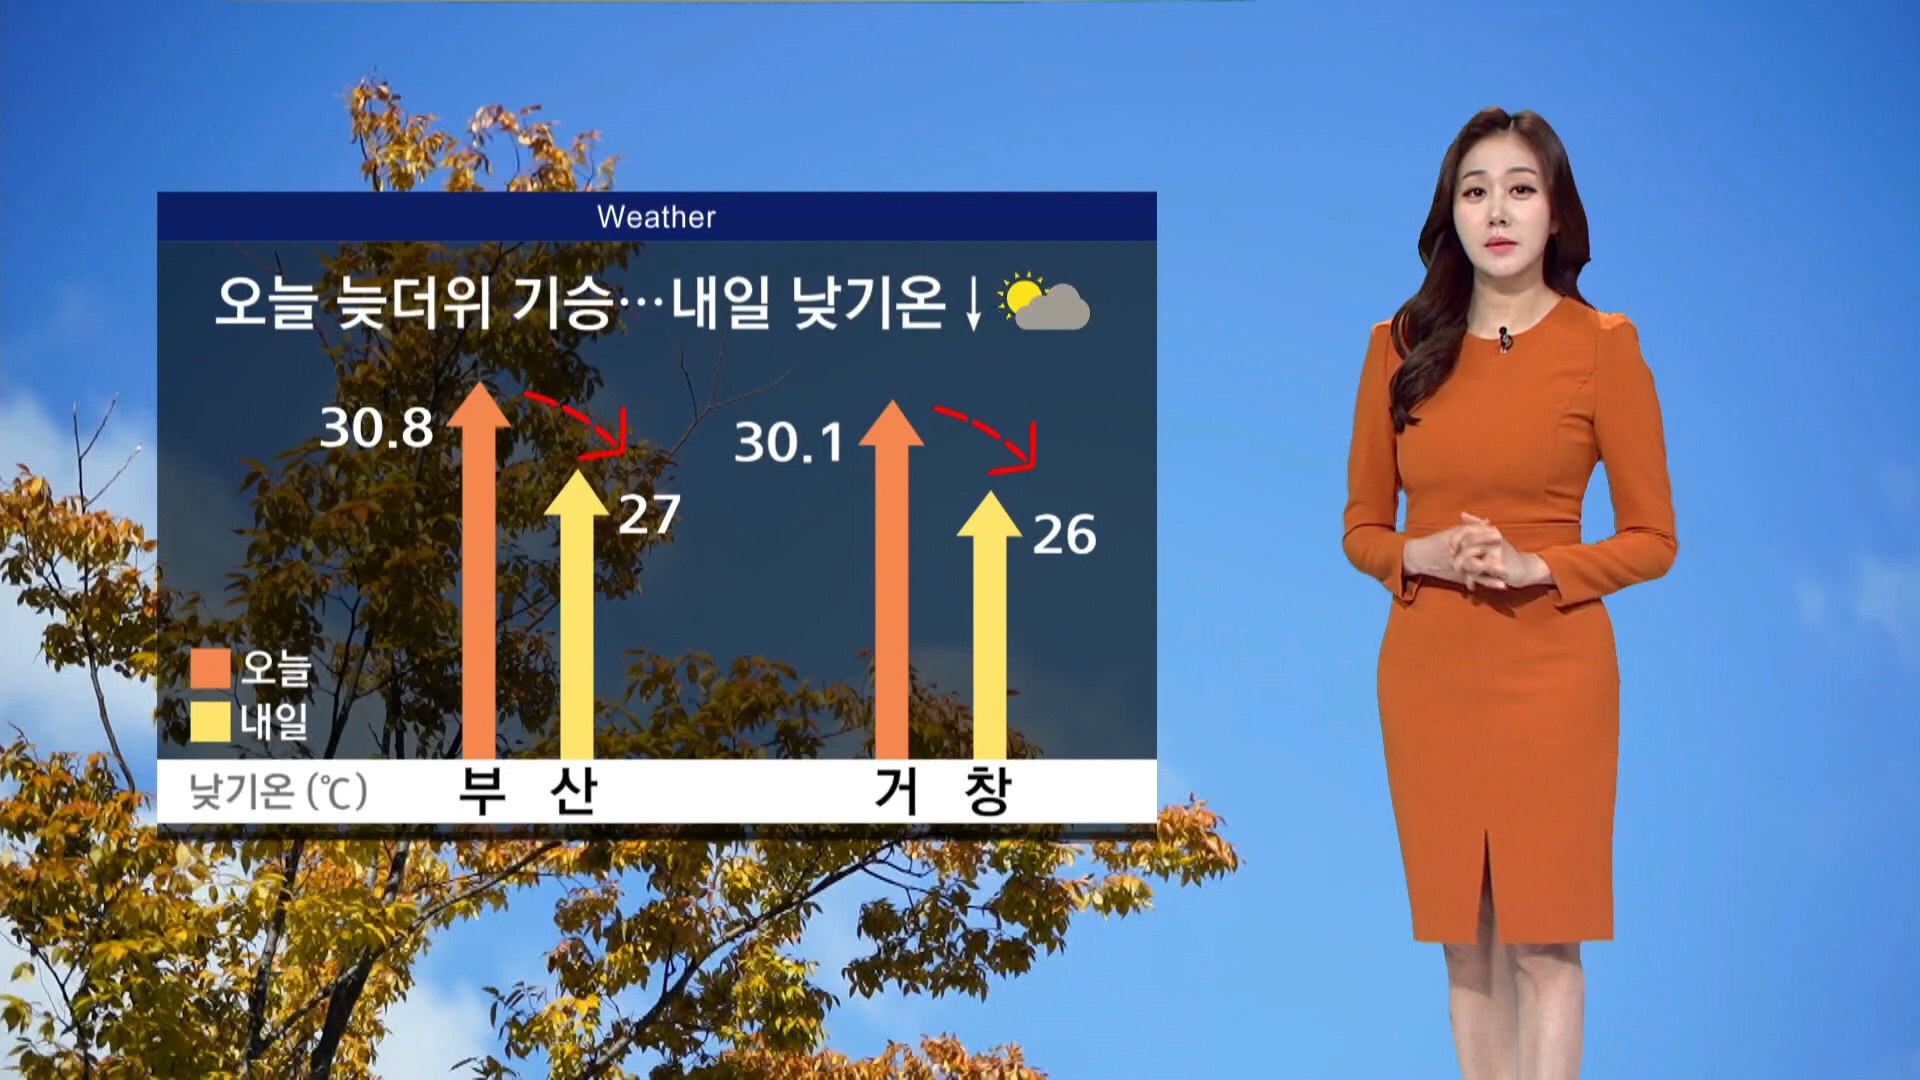 Weather
오늘 늦더위 기승…내일 낮기온↓
30.8
30.1
27
26
오늘
내일
낮기온 (℃)
부산
거창